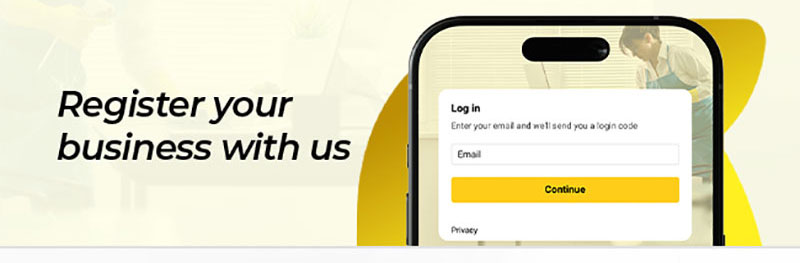 Register your
business with us
Log in
Enter your email and we'll send you a login code
Email
Continue
Privacy